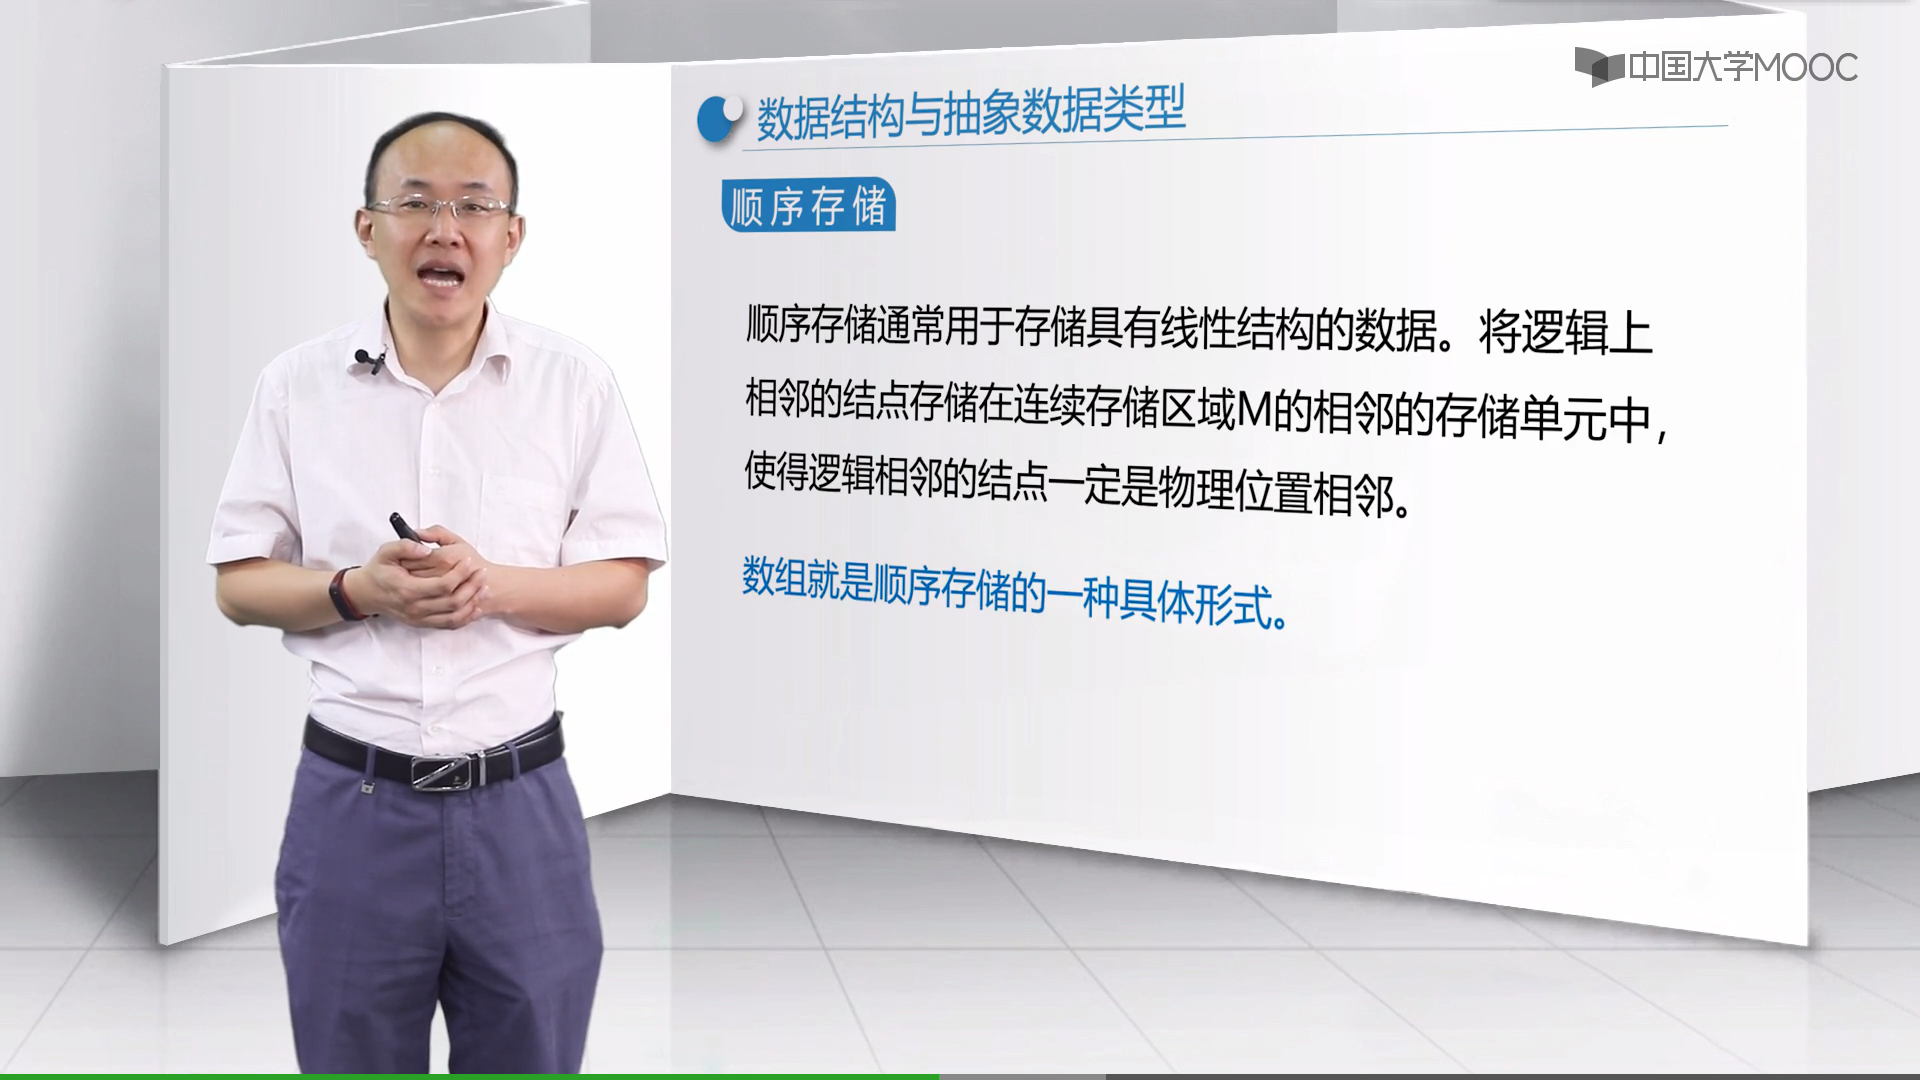 中国大学MOOC
数据结构与抽象数据类型
顺序存储
顺序存储通常用于存储具有线性结构的数据。将逻辑上
相邻的结点存储在连续存储区域M的相邻的存储单元中，
使得逻辑相邻的结点一定是物理位置相邻。
数组就是顺序存储的一种具体形式。